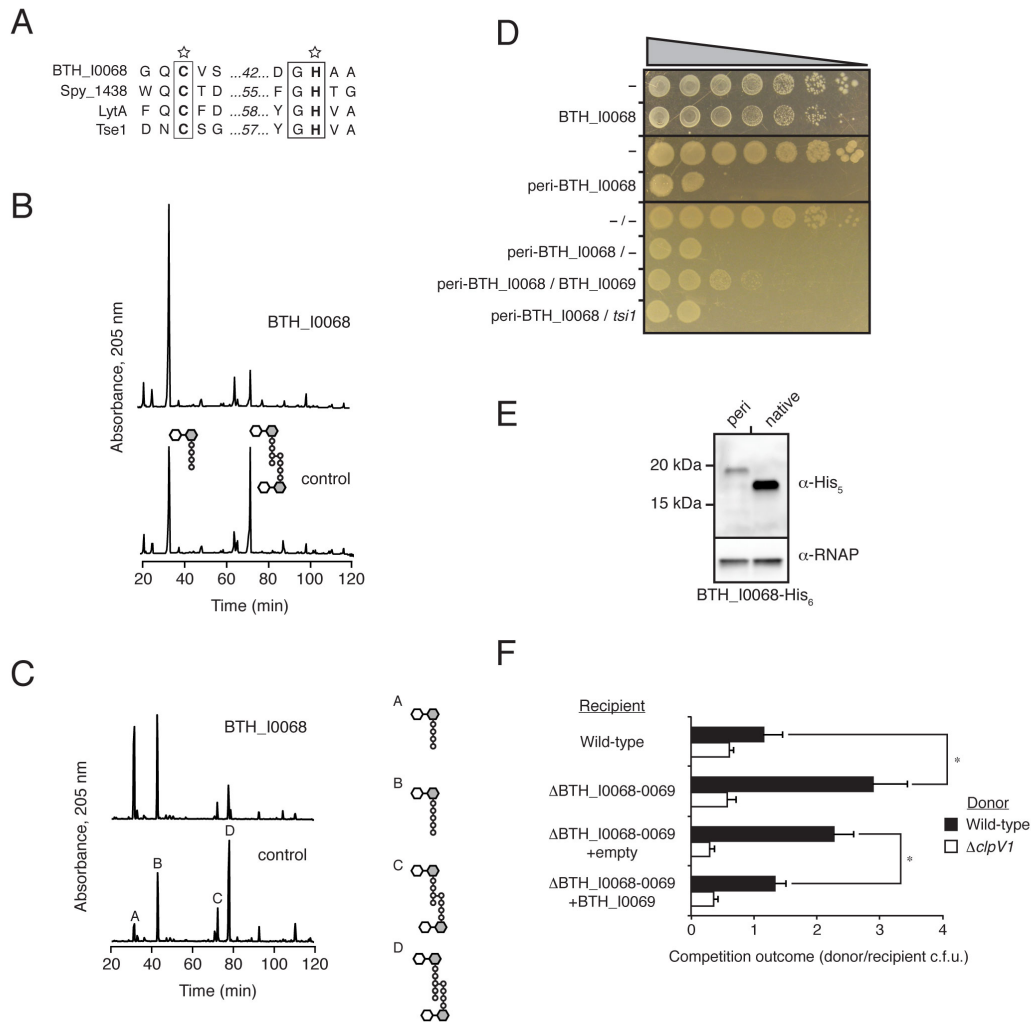 A
BTH_I0068 G Q C V S ...42... D G H A A
Spy_1438 W Q C T D ...55... F G H T G
LytA F Q C F D ...58... Y G H V A
Tse1 D N C S G ...57... Y G H V A
B
Absorbance, 205 nm
BTH_I0068
control
20 40 60 80 100 120
Time (min)
C
Absorbance, 205 nm
BTH_I0068
control
A B C D
20 40 60 80 100 120
Time (min)
A
B
C
D
D
–
BTH_I0068
–
peri-BTH_I0068
– / –
peri-BTH_I0068 / –
peri-BTH_I0068 / BTH_I0069
peri-BTH_I0068 / tsi1
E
peri native
20 kDa
15 kDa
α-His5
α-RNAP
BTH_I0068-His6
F
Recipient
Wild-type
ΔBTH_I0068-0069
ΔBTH_I0068-0069
+empty
ΔBTH_I0068-0069
+BTH_I0069
*
*
Donor
Wild-type
ΔclpV1
0 1 2 3 4
Competition outcome (donor/recipient c.f.u.)